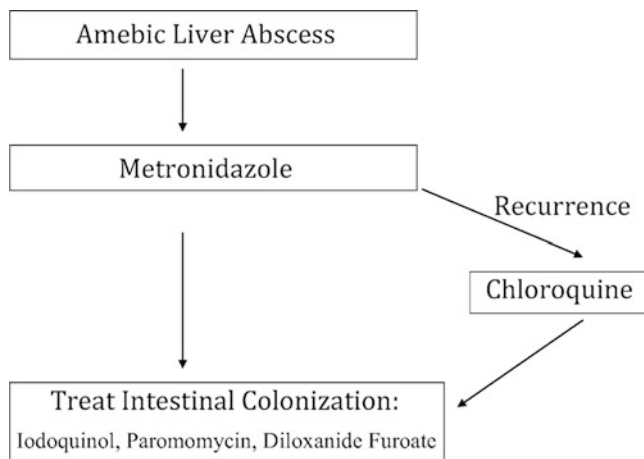 Amebic Liver Abscess
Metronidazole
Recurrence
Chloroquine
Treat Intestinal Colonization:
Iodoquinol, Paromomycin, Diloxanide Furoate